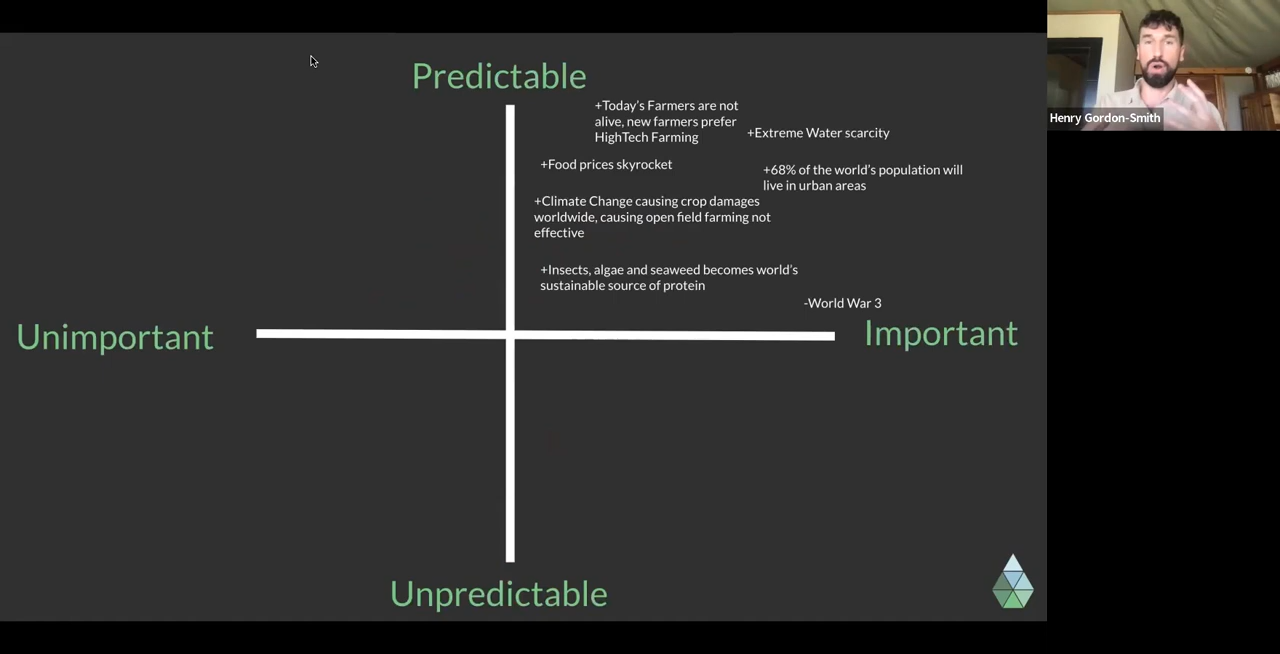 Predictable
Henry Gordon-Smith
+Today's Farmers are not
alive, new farmers prefer
HighTech Farming
+Extreme Water scarcity
+Food prices skyrocket
+68% of the world's population will
live in urban areas
+Climate Change causing crop damages
worldwide, causing open field farming not
effective
+Insects, algae and seaweed becomes world's
sustainable source of protein
-World War 3
Unimportant
Important
Unpredictable